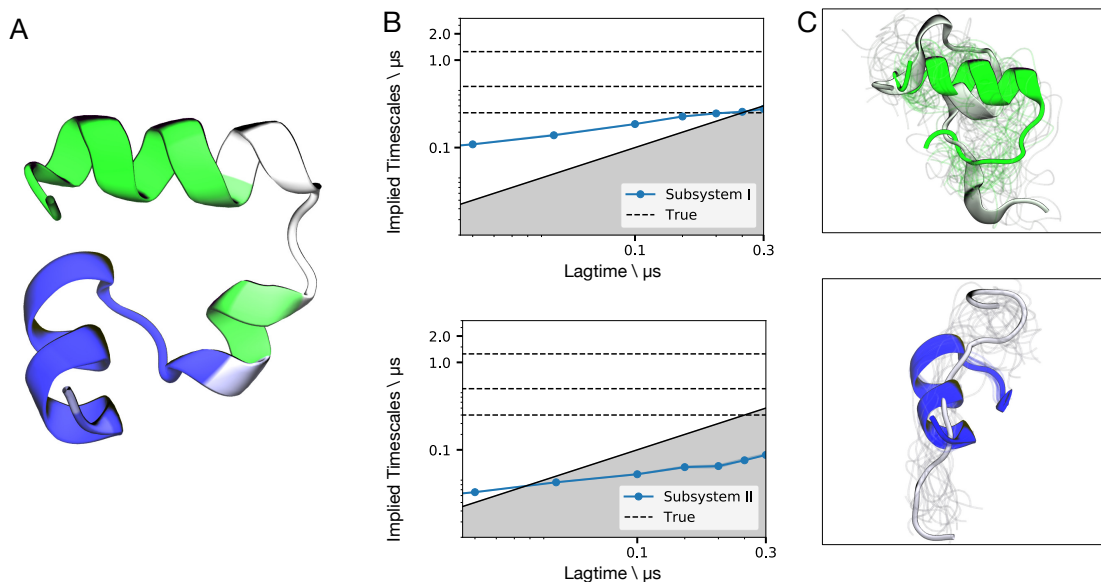 A
B
C
Implied Timescales \ µs
2.0
1.0
0.1
Subsystem I
True
0.1
0.3
Lagtime \ µs
Implied Timescales \ µs
2.0
1.0
0.1
Subsystem II
True
0.1
0.3
Lagtime \ µs